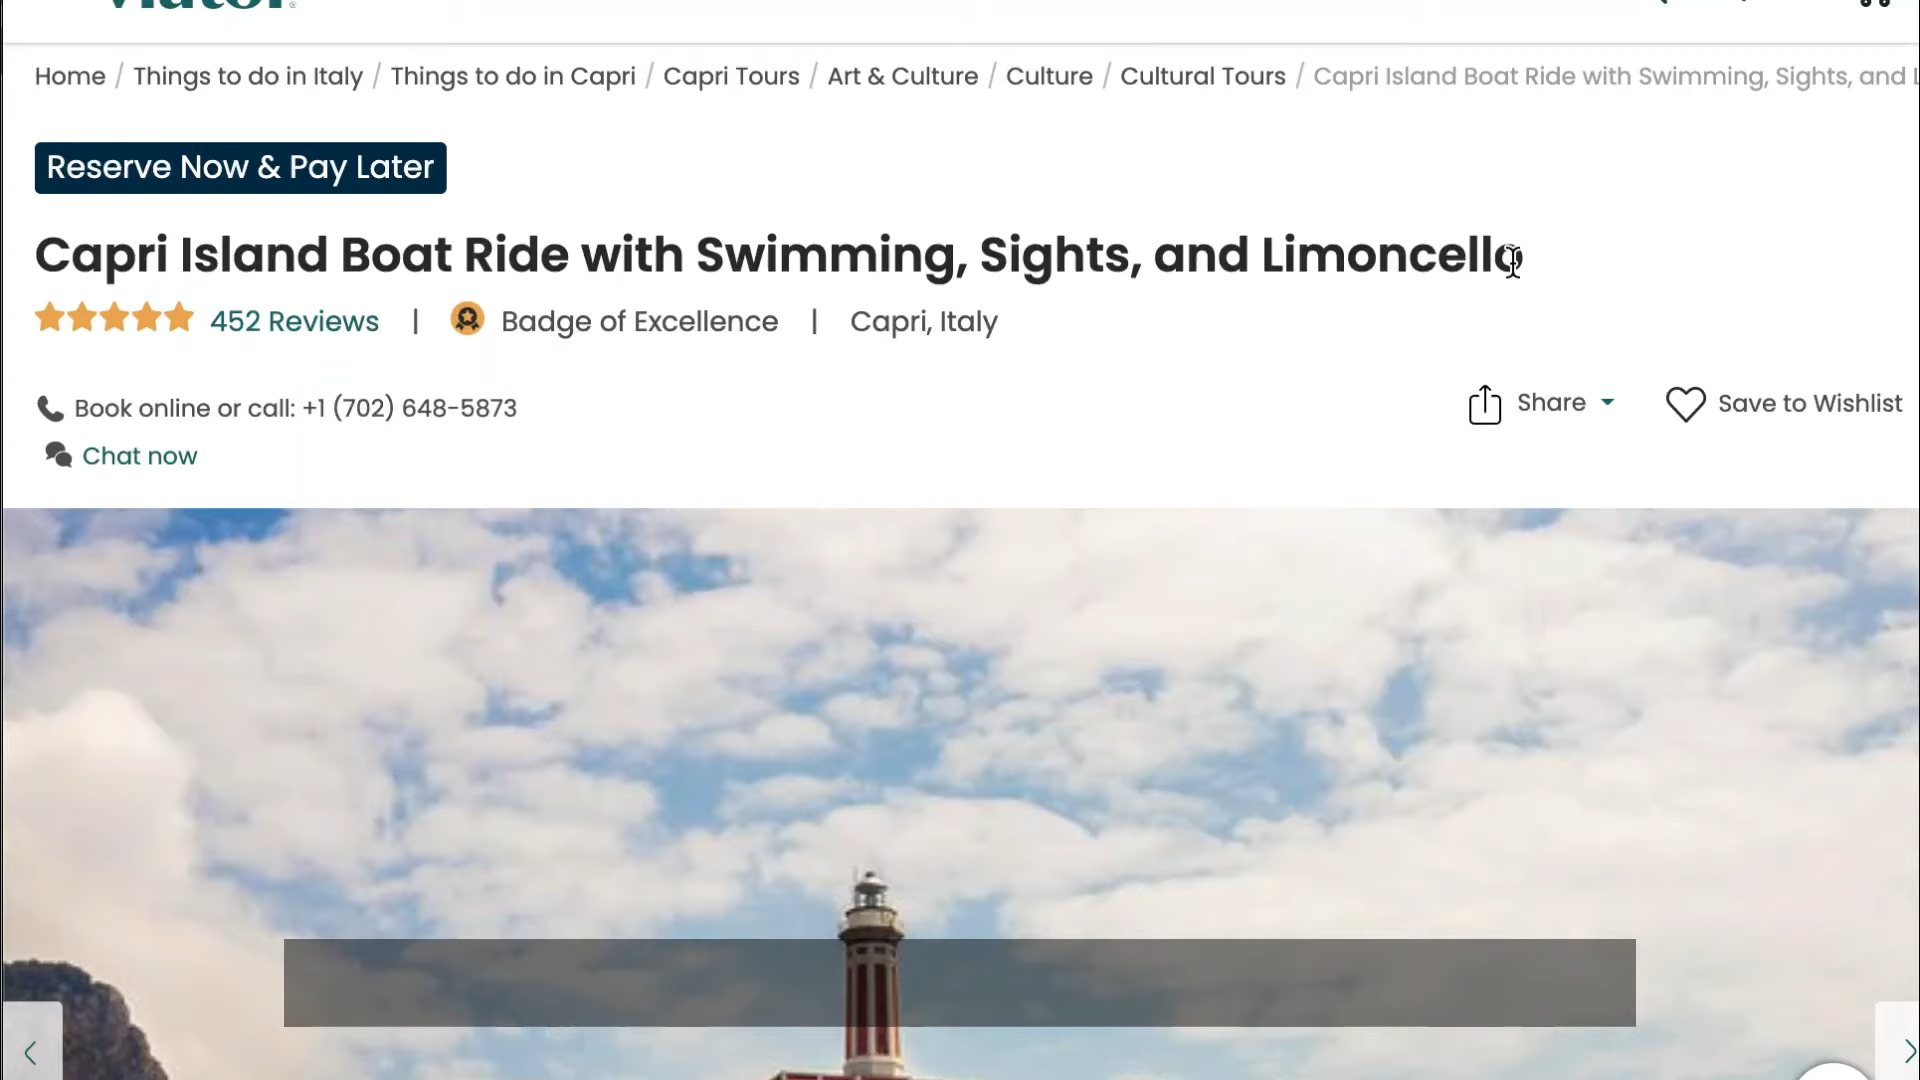 viator
Home / Things to do in Italy / Things to do in Capri / Capri Tours / Art & Culture / Culture / Cultural Tours / Capri Island Boat Ride with Swimming, Sights, and L
Reserve Now & Pay Later
Capri Island Boat Ride with Swimming, Sights, and Limoncello
452 Reviews | Badge of Excellence | Capri, Italy
Book online or call: +1 (702) 648-5873
Share
Save to Wishlist
Chat now